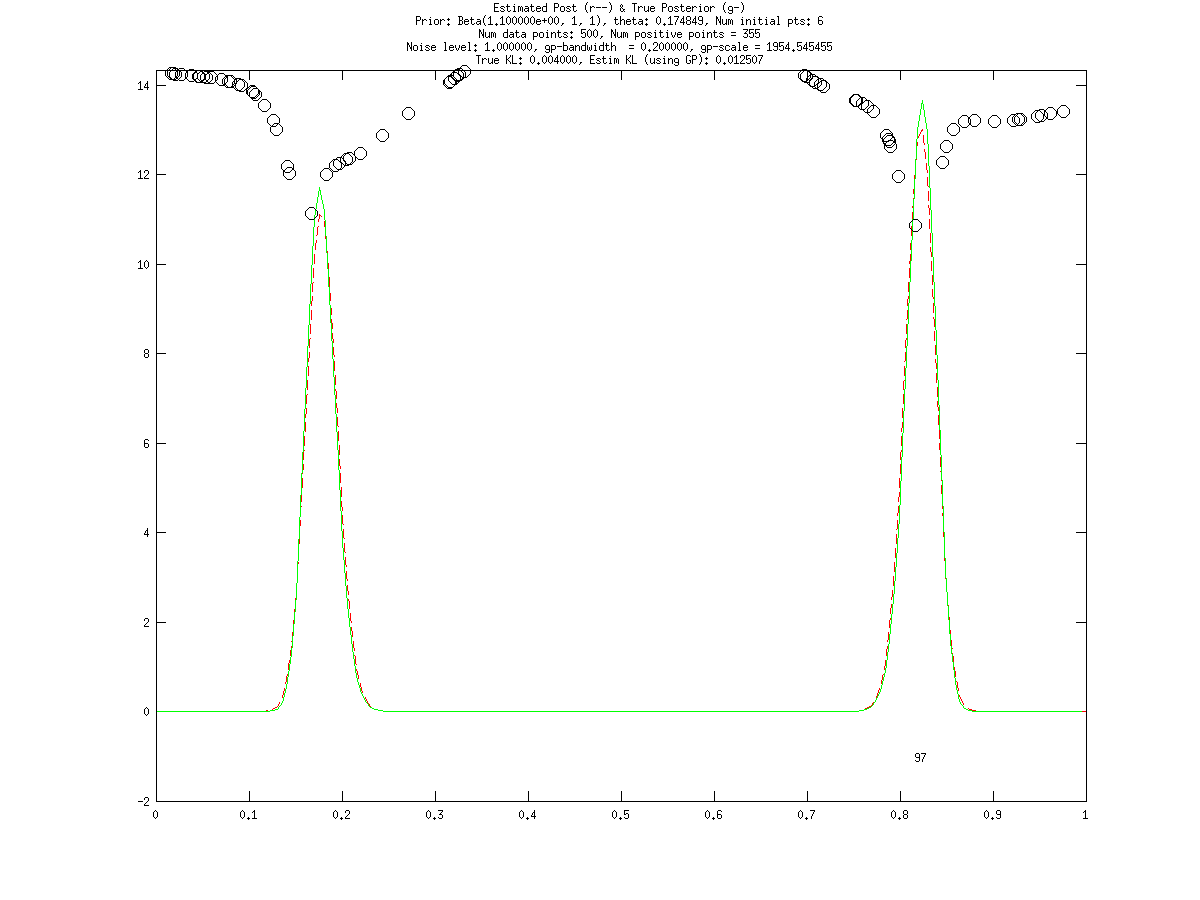 Estimated Post (r--) & True Posterior (g-)
Prior: Beta(1.100000e+00, 1, 1), theta: 0.174849, Num initial pts: 6
Num data points: 500, Num positive points = 355
Noise level: 1.000000, gp-bandwidth  = 0.200000, gp-scale = 1954.545455
True KL: 0.004000, Estim KL (using GP): 0.012507
14
12
10
8
6
4
2
0
97
-2
0 0.1 0.2 0.3 0.4 0.5 0.6 0.7 0.8 0.9 1